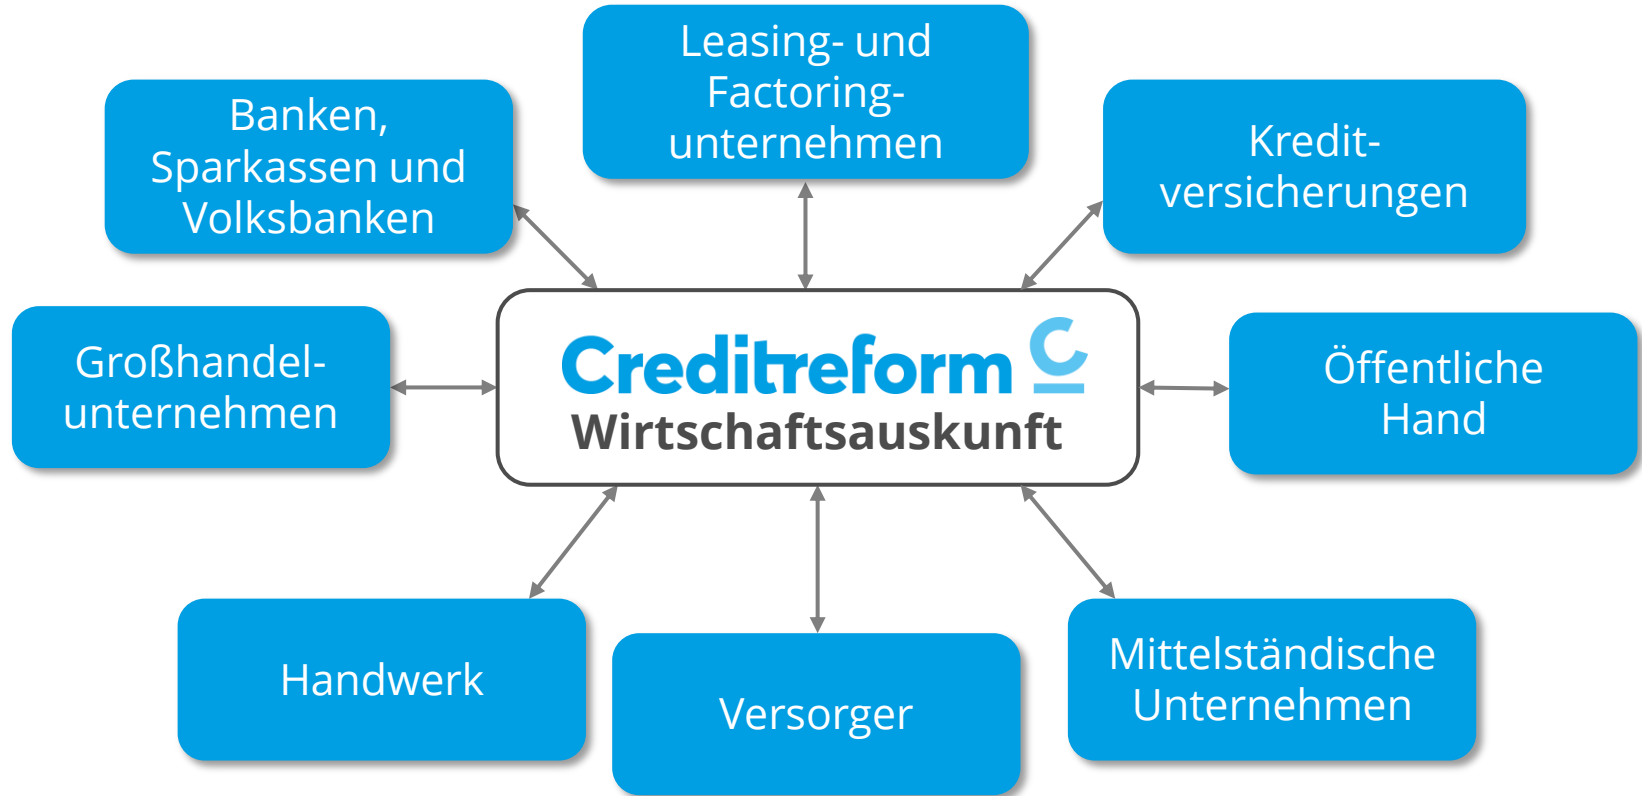 Leasing- und
Factoring-
unternehmen
Banken,
Sparkassen und
Volksbanken
Kredit-
versicherungen
Großhandel-
unternehmen
Creditreform
Wirtschaftsauskunft
Öffentliche
Hand
Handwerk
Versorger
Mittelständische
Unternehmen